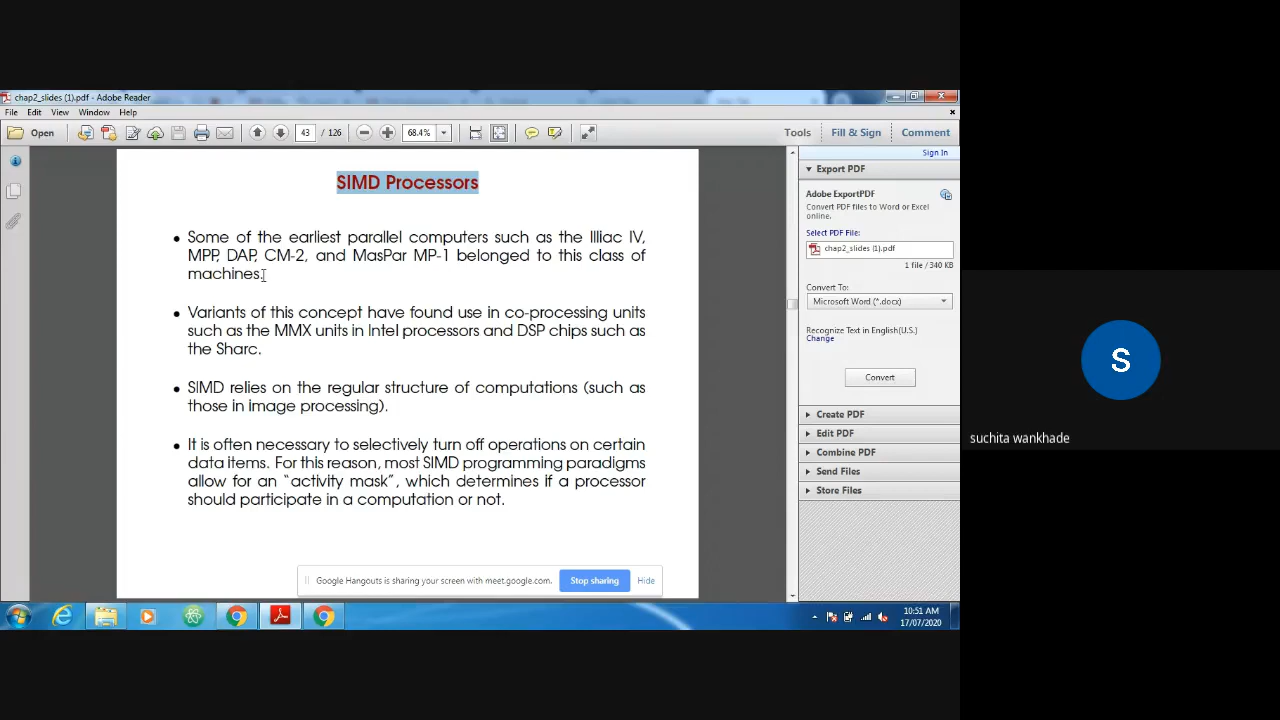 chap2_slides (1).pdf - Adobe Reader
File Edit View Window Help
Open 43 / 126 68.4% Tools Fill & Sign Comment
Sign In
SIMD Processors
• Some of the earliest parallel computers such as the Illiac IV,
MPP, DAP, CM-2, and MasPar MP-1 belonged to this class of
machines.
• Variants of this concept have found use in co-processing units
such as the MMX units in Intel processors and DSP chips such as
the Sharc.
• SIMD relies on the regular structure of computations (such as
those in image processing).
• It is often necessary to selectively turn off operations on certain
data items. For this reason, most SIMD programming paradigms
allow for an “activity mask”, which determines if a processor
should participate in a computation or not.
Export PDF
Adobe ExportPDF
Convert PDF files to Word or Excel
online.
Select PDF File:
chap2_slides (1).pdf
1 file / 340 KB
Convert To:
Microsoft Word (*.docx)
Recognize Text in English(U.S.)
Change
Convert
Create PDF
Edit PDF
Combine PDF
Send Files
Store Files
Google Hangouts is sharing your screen with meet.google.com.
Stop sharing
Hide
10:51 AM
17/07/2020
S
suchita wankhade